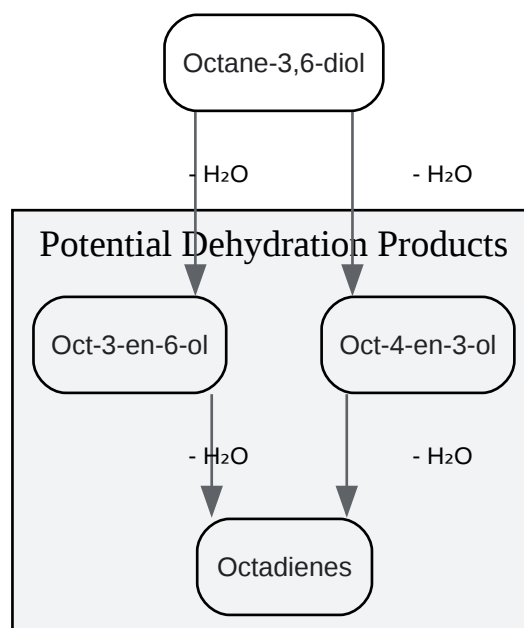 Octane-3,6-diol
- H₂O
- H₂O
Potential Dehydration Products
Oct-3-en-6-ol
Oct-4-en-3-ol
- H₂O
- H₂O
Octadienes